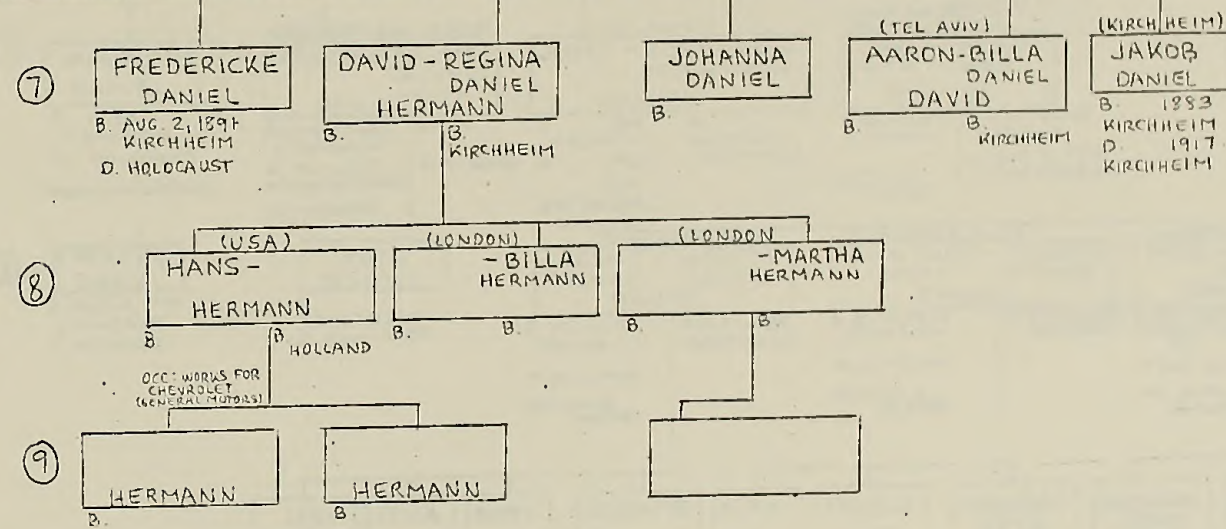 (TEL AVIV)
(KIRCHHEIM)
7
FREDERICKE
DANIEL
B. AUG. 2, 1891
KIRCHHEIM
D. HOLOCAUST
DAVID - REGINA
DANIEL
HERMANN
B.
B.
KIRCHHEIM
JOHANNA
DANIEL
B.
AARON-BILLA
DANIEL
DAVID
B.
B.
KIRCHHEIM
JAKOB
DANIEL
B. 1883
KIRCHHEIM
D. 1917
KIRCHHEIM
8
(USA)
HANS -
HERMANN
B
B
HOLLAND
(LONDON)
- BILLA
HERMANN
B.
B.
(LONDON
- MARTHA
HERMANN
B.
B.
OCC: WORKS FOR
CHEVROLET
(GENERAL MOTORS)
9
HERMANN
B.
HERMANN
B.